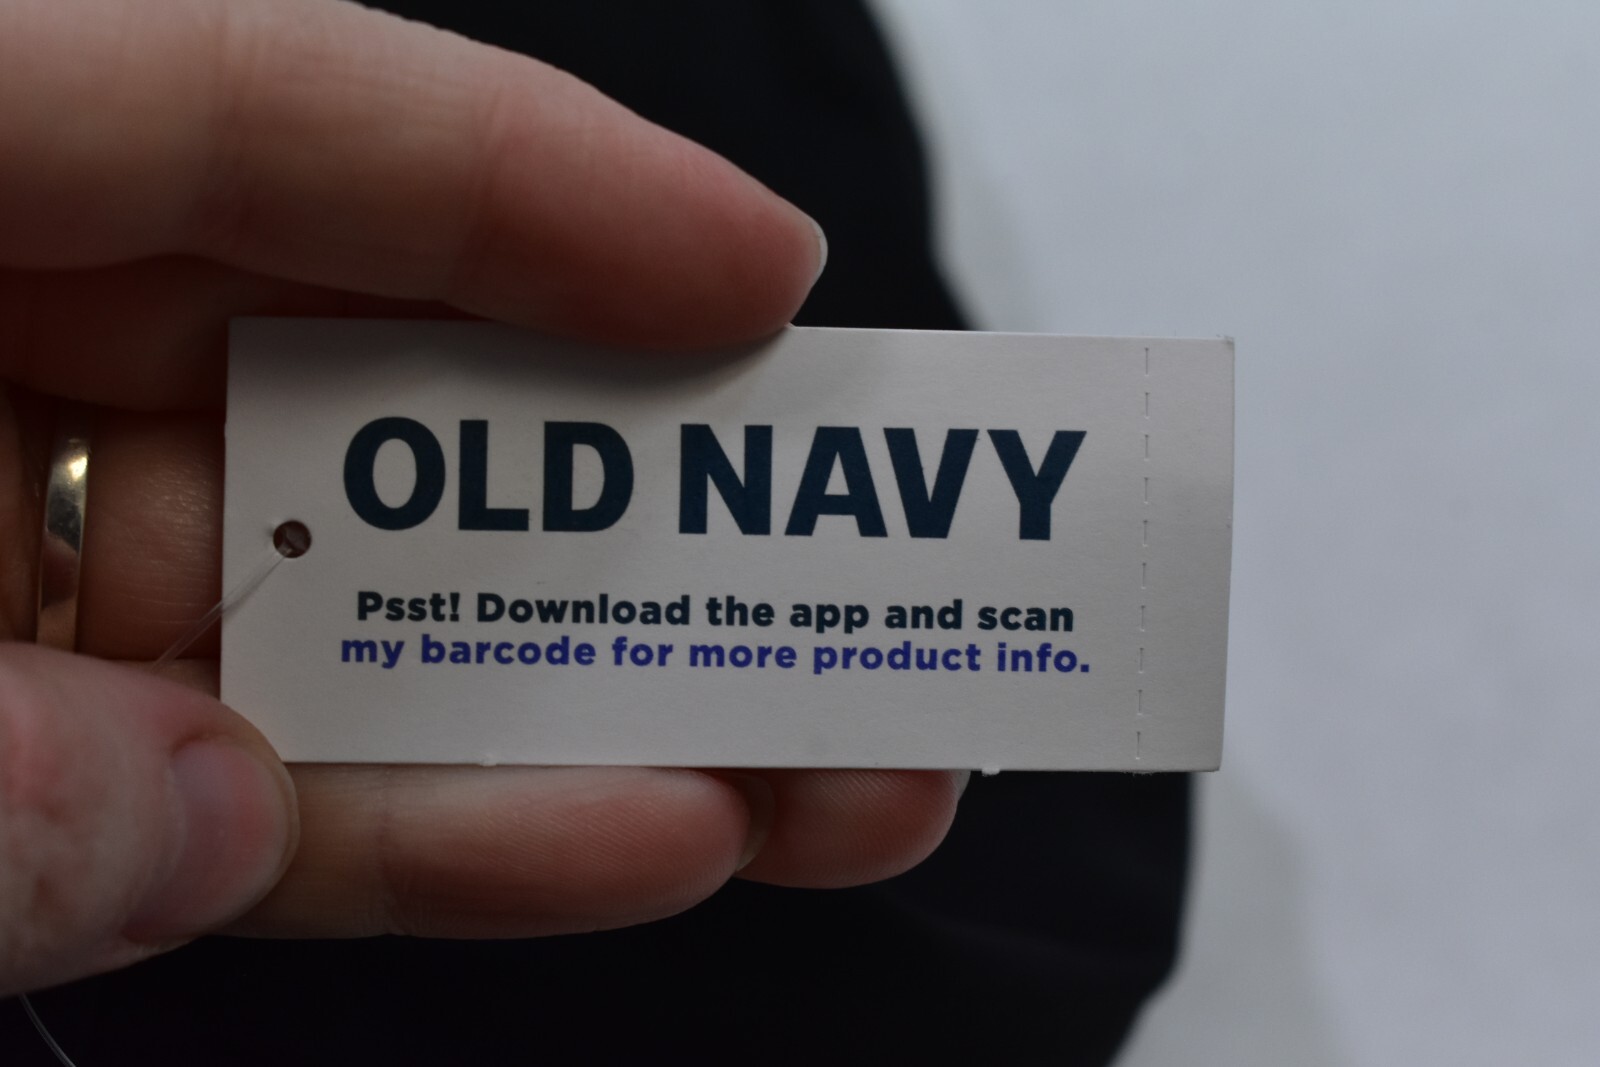 OLD NAVY
Psst! Download the app and scan
my barcode for more product info.